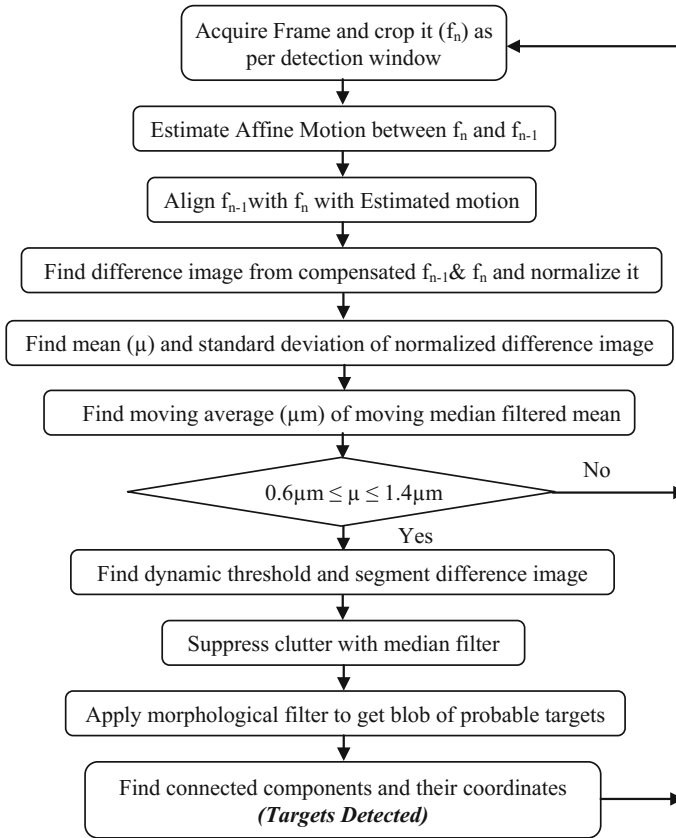 Acquire Frame and crop it (fn) as
per detection window
Estimate Affine Motion between fn and fn-1
Align fn-1with fn with Estimated motion
Find difference image from compensated fn-1& fn and normalize it
Find mean (μ) and standard deviation of normalized difference image
Find moving average (μm) of moving median filtered mean
0.6μm ≤ μ ≤ 1.4μm
No
Yes
Find dynamic threshold and segment difference image
Suppress clutter with median filter
Apply morphological filter to get blob of probable targets
Find connected components and their coordinates
(Targets Detected)